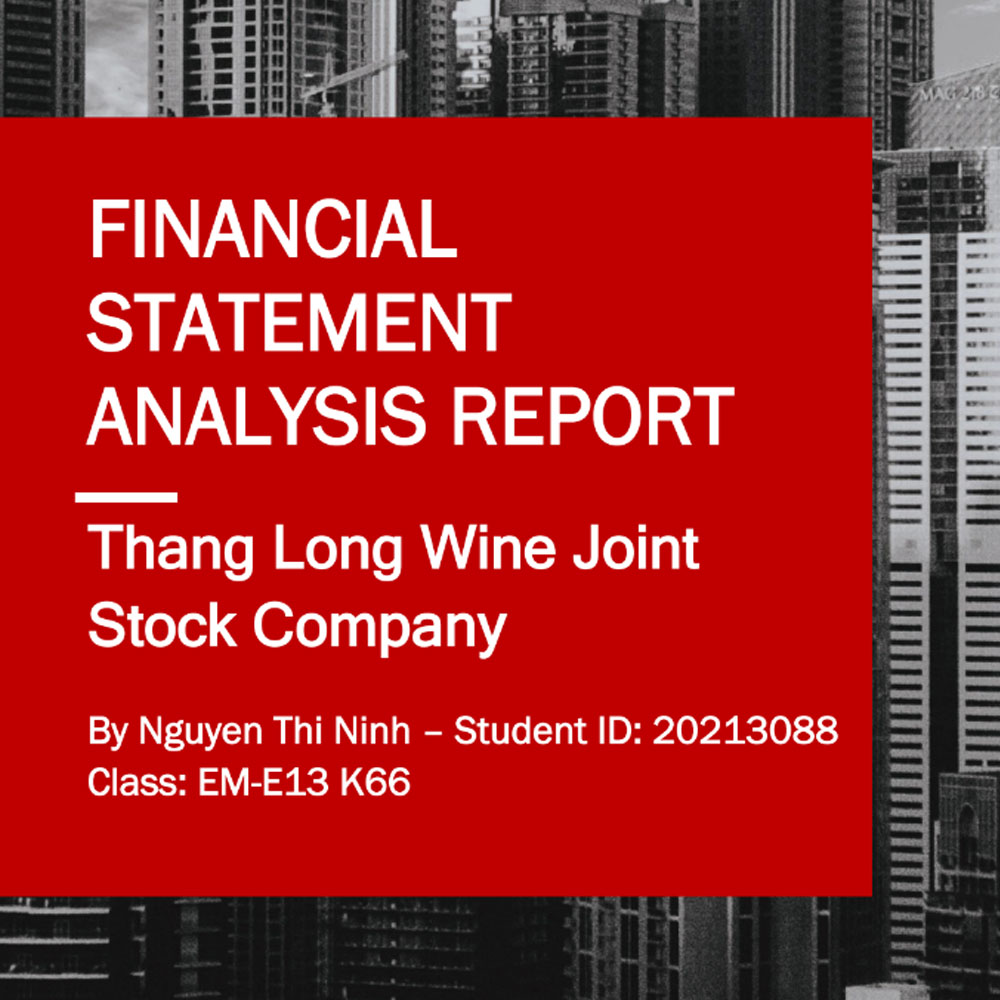 FINANCIAL
STATEMENT
ANALYSIS REPORT
Thang Long Wine Joint
Stock Company
By Nguyen Thi Ninh – Student ID: 20213088
Class: EM-E13 K66